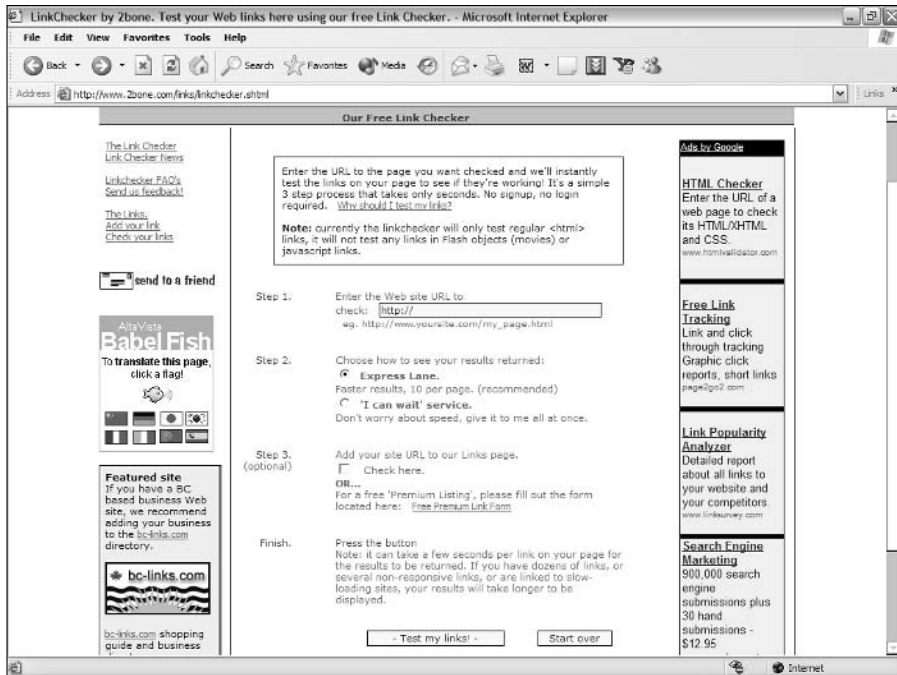 LinkChecker by 2bone. Test your Web links here using our free Link Checker. - Microsoft Internet Explorer
File Edit View Favorites Tools Help
Back Search Favorites Media
Address http://www.2bone.com/links/linkchecker.shtml Links
Our Free Link Checker
The Link Checker
Link Checker News
Linkchecker FAQ's
Send us feedback!
The Links.
Add your link
Check your links
send to a friend
AltaVista
Babel Fish
To translate this page,
click a flag!
Featured site
If you have a BC
based business Web
site, we recommend
adding your business
to the bc-links.com
directory.
bc-links.com
bc-links.com shopping
guide and business
Enter the URL to the page you want checked and we'll instantly
test the links on your page to see if they're working! It's a simple
3 step process that takes only seconds. No signup, no login
required. Why should I test my links?
Note: currently the linkchecker will only test regular <html>
links, it will not test any links in Flash objects (movies) or
javascript links.
Step 1. Enter the Web site URL to
check: http://
eg. http://www.yoursite.com/my_page.html
Step 2. Choose how to see your results returned:
Express Lane.
Faster results, 10 per page. (recommended)
'I can wait' service.
Don't worry about speed, give it to me all at once.
Step 3. Add your site URL to our Links page.
(optional) Check here.
OR...
For a free 'Premium Listing', please fill out the form
located here: Free Premium Link Form
Finish. Press the button
Note: it can take a few seconds per link on your page for
the results to be returned. If you have dozens of links, or
several non-responsive links, or are linked to slow-
loading sites, your results will take longer to be
displayed.
- Test my links! - Start over
Ads by Google
HTML Checker
Enter the URL of a
web page to check
its HTML/XHTML
and CSS.
www.htmlvalidator.com
Free Link
Tracking
Link and click
through tracking
Graphic click
reports, short links
page2go2.com
Link Popularity
Analyzer
Detailed report
about all links to
your website and
your competitors.
www.linksurvey.com
Search Engine
Marketing
900,000 search
engine
submissions plus
30 hand
submissions -
$12.95
Internet